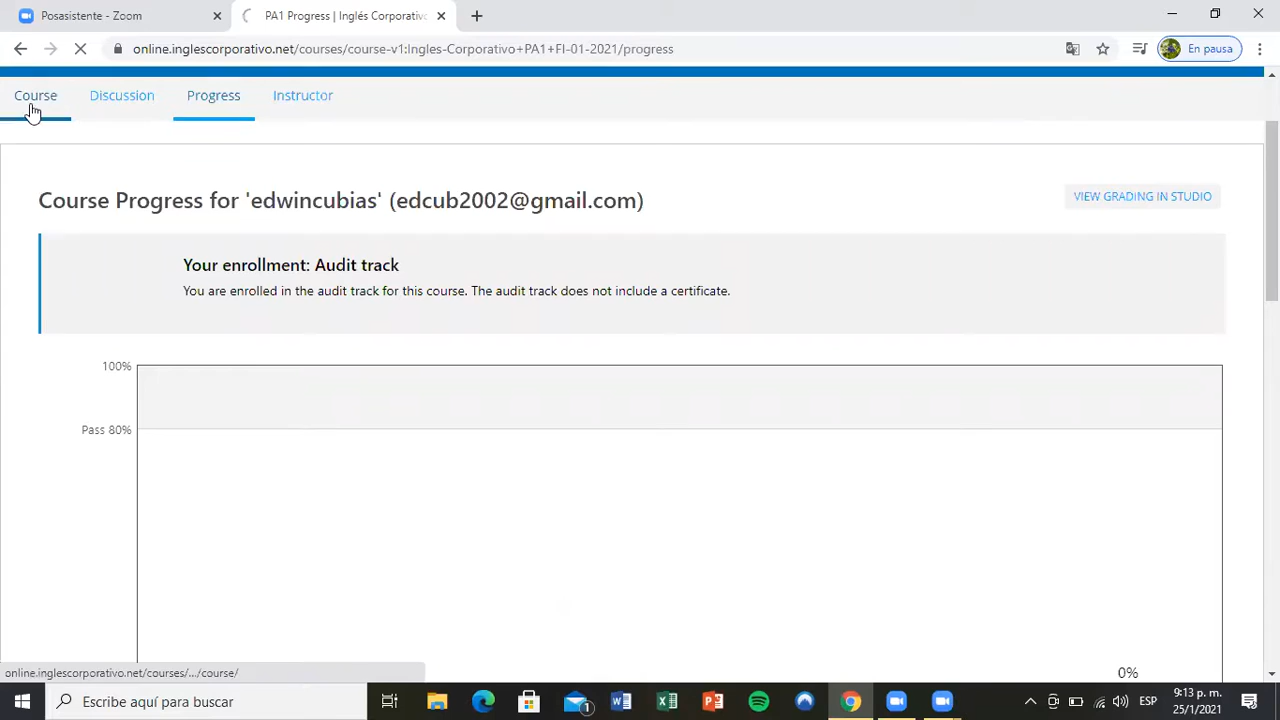 Posasistente - Zoom
PA1 Progress | Inglés Corporativo
online.inglescorporativo.net/courses/course-v1:Ingles-Corporativo+PA1+FI-01-2021/progress
En pausa
Course
Discussion
Progress
Instructor
Course Progress for 'edwincubias' (edcub2002@gmail.com)
VIEW GRADING IN STUDIO
Your enrollment: Audit track
You are enrolled in the audit track for this course. The audit track does not include a certificate.
100%
Pass 80%
0%
online.inglescorporativo.net/courses/.../course/
Escribe aquí para buscar
1
ESP
9:13 p. m.
25/1/2021